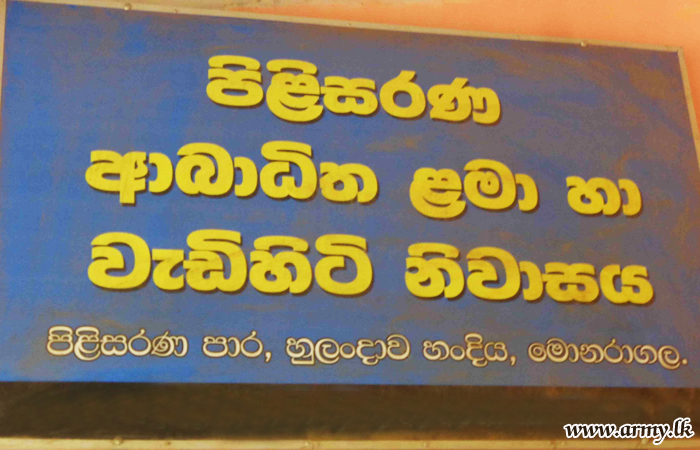 පිළිසරණ
ආබාධිත ළමා හා
වැඩිහිටි නිවාසය
පිළිසරණ පාර, හුලංදාව හංදිය, මොනරාගල.
www.army.lk